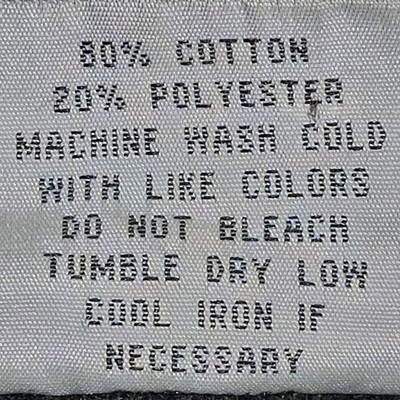 80% COTTON
20% POLYESTER
MACHINE WASH COLD
WITH LIKE COLORS
DO NOT BLEACH
TUMBLE DRY LOW
COOL IRON IF
NECESSARY